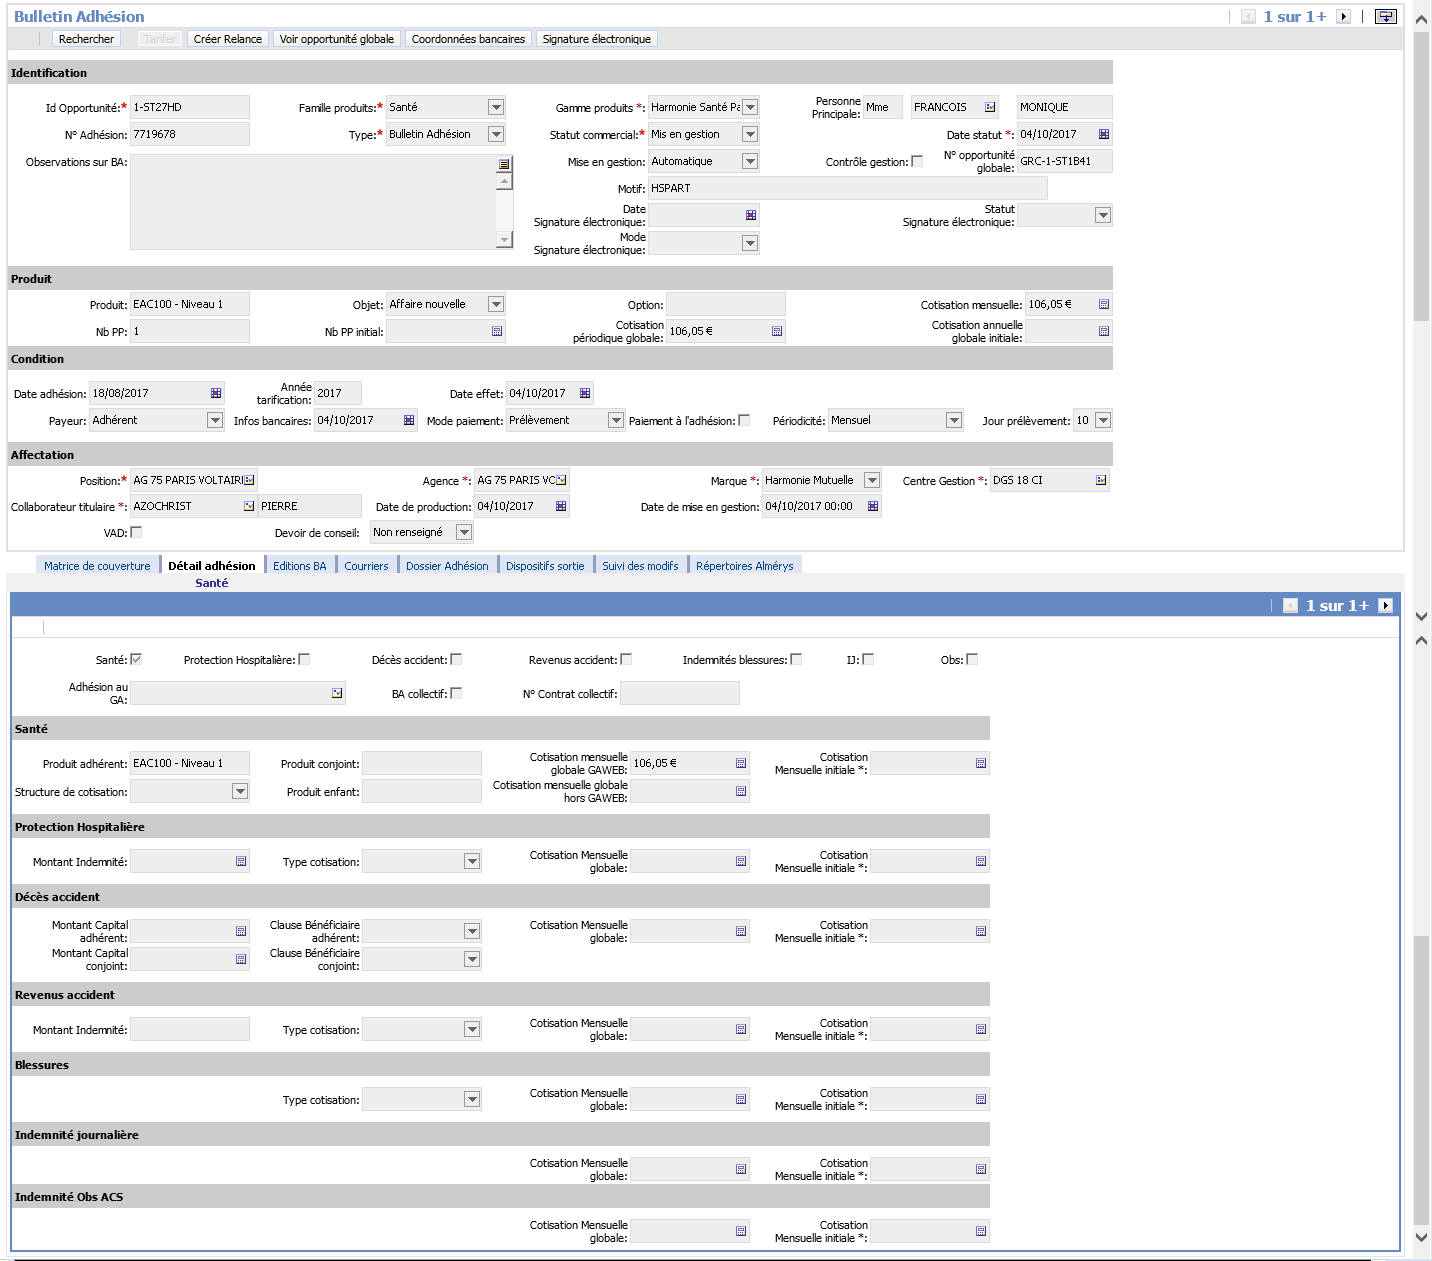 Bulletin Adhésion
1 sur 1+
Rechercher Tarifer Créer Relance Voir opportunité globale Coordonnées bancaires Signature électronique
Identification
Id Opportunité:* 1-ST27HD Famille produits:* Santé Gamme produits *: Harmonie Santé Pa Personne Principale: Mme FRANCOIS MONIQUE
N° Adhésion: 7719678 Type:* Bulletin Adhésion Statut commercial:* Mis en gestion Date statut *: 04/10/2017
Observations sur BA: Mise en gestion: Automatique Contrôle gestion: N° opportunité globale: GRC-1-ST1B41
Motif: HSPART
Date Signature électronique: Statut Signature électronique:
Mode Signature électronique:
Produit
Produit: EAC100 - Niveau 1 Objet: Affaire nouvelle Option: Cotisation mensuelle: 106,05 €
Nb PP: 1 Nb PP initial: Cotisation périodique globale: 106,05 € Cotisation annuelle globale initiale:
Condition
Date adhésion: 18/08/2017 Année tarification: 2017 Date effet: 04/10/2017
Payeur: Adhérent Infos bancaires: 04/10/2017 Mode paiement: Prélèvement Paiement à l'adhésion: Périodicité: Mensuel Jour prélèvement: 10
Affectation
Position:* AG 75 PARIS VOLTAIRI Agence *: AG 75 PARIS VC Marque *: Harmonie Mutuelle Centre Gestion *: DGS 18 CI
Collaborateur titulaire *: AZOCHRIST PIERRE Date de production: 04/10/2017 Date de mise en gestion: 04/10/2017 00:00
VAD: Devoir de conseil: Non renseigné
Matrice de couverture Détail adhésion Editions BA Courriers Dossier Adhésion Dispositifs sortie Suivi des modifs Répertoires Almérys
Santé
1 sur 1+
Santé: Protection Hospitalière: Décès accident: Revenus accident: Indemnités blessures: IJ: Obs:
Adhésion au GA: BA collectif: N° Contrat collectif:
Santé
Produit adhérent: EAC100 - Niveau 1 Produit conjoint: Cotisation mensuelle globale GAWEB: 106,05 € Cotisation Mensuelle initiale *:
Structure de cotisation: Produit enfant: Cotisation mensuelle globale hors GAWEB:
Protection Hospitalière
Montant Indemnité: Type cotisation: Cotisation Mensuelle globale: Cotisation Mensuelle initiale *:
Décès accident
Montant Capital adhérent: Clause Bénéficiaire adhérent: Cotisation Mensuelle globale: Cotisation Mensuelle initiale *:
Montant Capital conjoint: Clause Bénéficiaire conjoint:
Revenus accident
Montant Indemnité: Type cotisation: Cotisation Mensuelle globale: Cotisation Mensuelle initiale *:
Blessures
Type cotisation: Cotisation Mensuelle globale: Cotisation Mensuelle initiale *:
Indemnité journalière
Cotisation Mensuelle globale: Cotisation Mensuelle initiale *:
Indemnité Obs ACS
Cotisation Mensuelle globale: Cotisation Mensuelle initiale *: